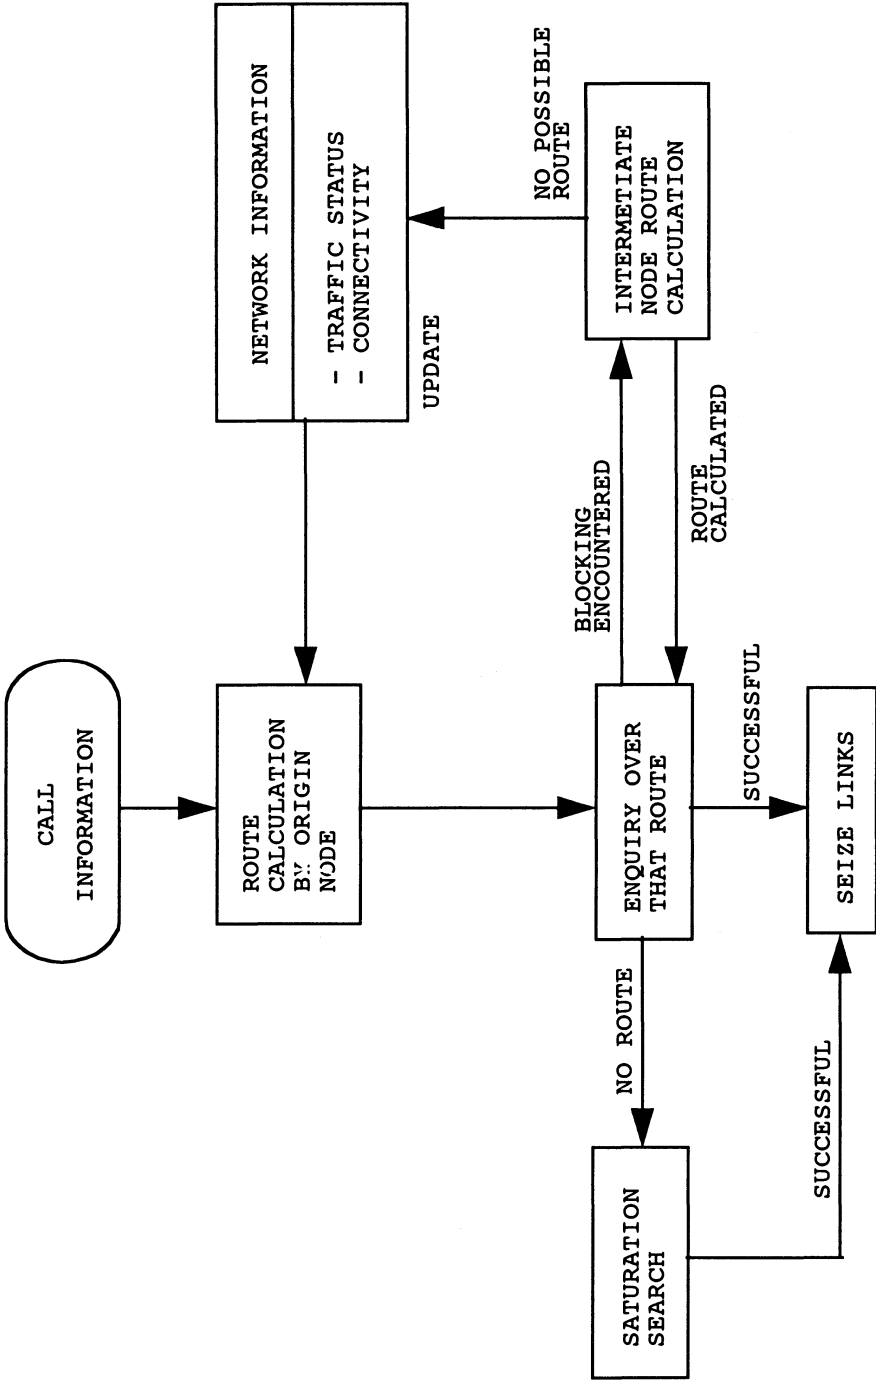 CALL
INFORMATION
NETWORK INFORMATION
- TRAFFIC STATUS
- CONNECTIVITY
ROUTE
CALCULATION
BY ORIGIN
NODE
UPDATE
NO POSSIBLE
ROUTE
SATURATION
SEARCH
NO ROUTE
ENQUIRY OVER
THAT ROUTE
BLOCKING
ENCOUNTERED
INTERMETIATE
NODE ROUTE
CALCULATION
ROUTE
CALCULATED
SUCCESSFUL
SUCCESSFUL
SEIZE LINKS